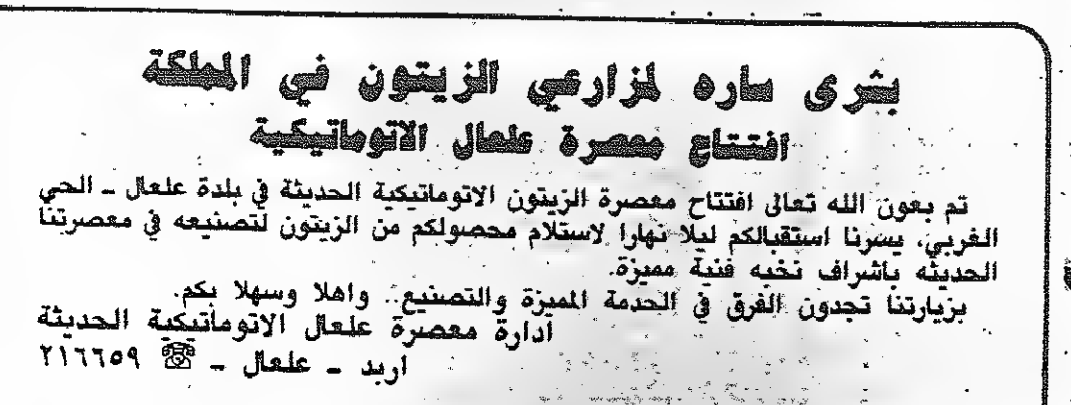 بشرى ساره لمزارعي الزيتون في المملكة
افتتاح معصرة علعال الاتوماتيكية
تم بعون الله تعالى افتتاح معصرة الزيتون الاتوماتيكية الحديثة في بلدة علعال ـ الحي
الغربي، يسرنا استقبالكم ليلا نهارا لاستلام محصولكم من الزيتون لتصنيعه في معصرتنا
الحديثه باشراف نخبه فنية مميزة.
بزيارتنا تجدون الفرق في الخدمة المميزة والتصنيع.. واهلا وسهلا بكم.
ادارة معصرة علعال الاتوماتيكية الحديثة
اربد ـ علعال ـ ☏ ٢١٦٦٥٩